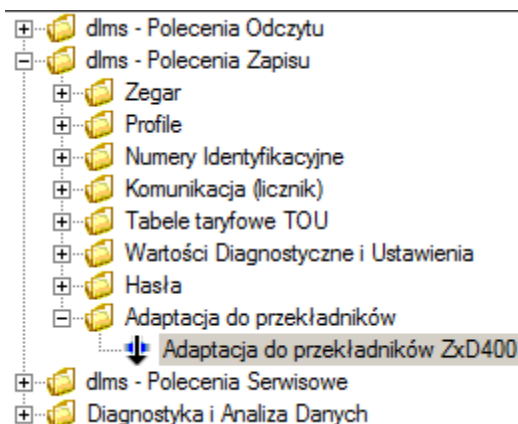 dlms - Polecenia Odczytu
dlms - Polecenia Zapisu
Zegar
Profile
Numery Identyfikacyjne
Komunikacja (licznik)
Tabele taryfowe TOU
Wartości Diagnostyczne i Ustawienia
Hasła
Adaptacja do przekładników
Adaptacja do przekładników ZxD400
dlms - Polecenia Serwisowe
Diagnostyka i Analiza Danych